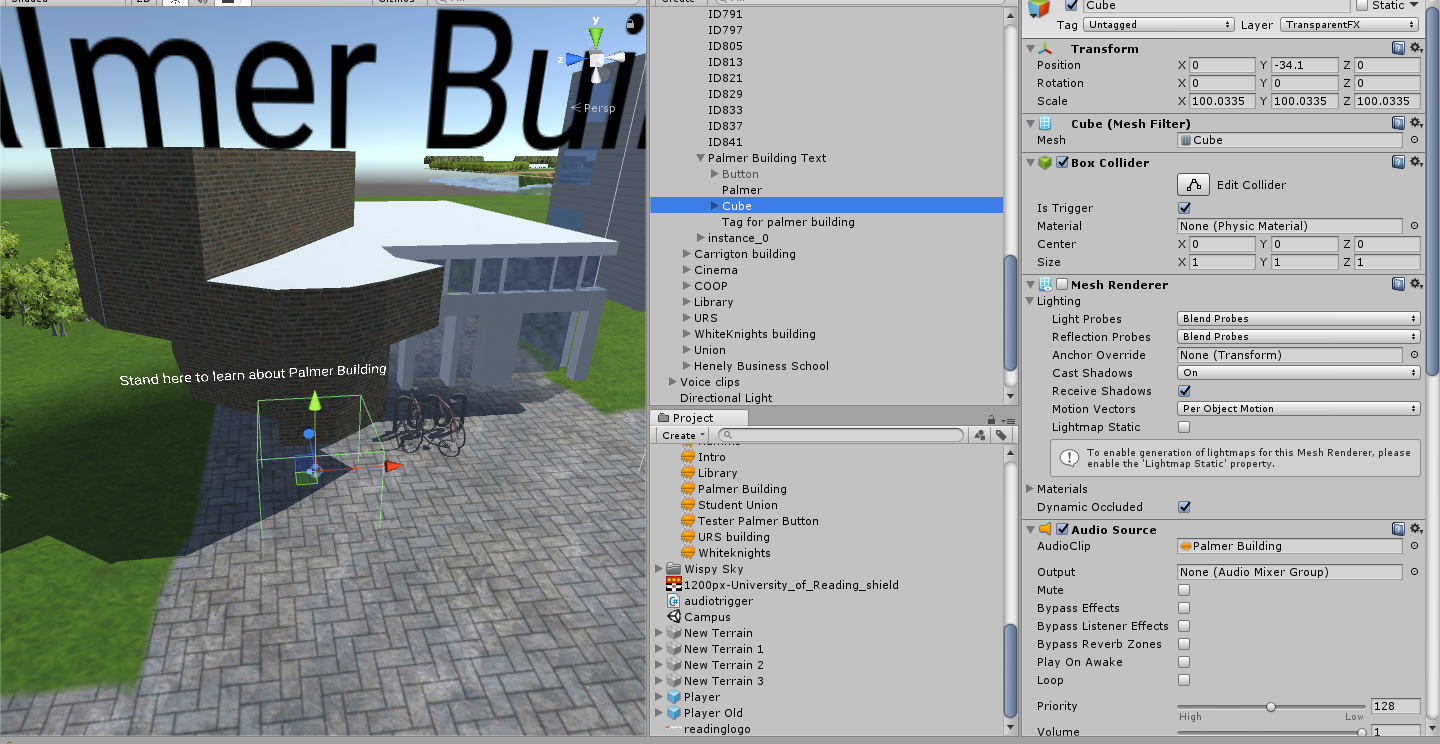 Shaded
2D
Gizmos
Palmer Buil
y
z
Persp
Stand here to learn about Palmer Building
Create
ID791
ID797
ID805
ID813
ID821
ID829
ID833
ID837
ID841
Palmer Building Text
Button
Palmer
Cube
Tag for palmer building
instance_0
Carrigton building
Cinema
COOP
Library
URS
WhiteKnights building
Union
Henely Business School
Voice clips
Directional Light
Project
Create
Intro
Library
Palmer Building
Student Union
Tester Palmer Button
URS building
Whiteknights
Wispy Sky
1200px-University_of_Reading_shield
audiotrigger
Campus
New Terrain
New Terrain 1
New Terrain 2
New Terrain 3
Player
Player Old
readinglogo
Cube Static
Tag Untagged Layer TransparentFX
Transform
Position X 0 Y -34.1 Z 0
Rotation X 0 Y 0 Z 0
Scale X 100.0335 Y 100.0335 Z 100.0335
Cube (Mesh Filter)
Mesh Cube
Box Collider
Edit Collider
Is Trigger
Material None (Physic Material)
Center X 0 Y 0 Z 0
Size X 1 Y 1 Z 1
Mesh Renderer
Lighting
Light Probes Blend Probes
Reflection Probes Blend Probes
Anchor Override None (Transform)
Cast Shadows On
Receive Shadows
Motion Vectors Per Object Motion
Lightmap Static
To enable generation of lightmaps for this Mesh Renderer, please
enable the 'Lightmap Static' property.
Materials
Dynamic Occluded
Audio Source
AudioClip Palmer Building
Output None (Audio Mixer Group)
Mute
Bypass Effects
Bypass Listener Effects
Bypass Reverb Zones
Play On Awake
Loop
Priority 128
High Low
Volume 1